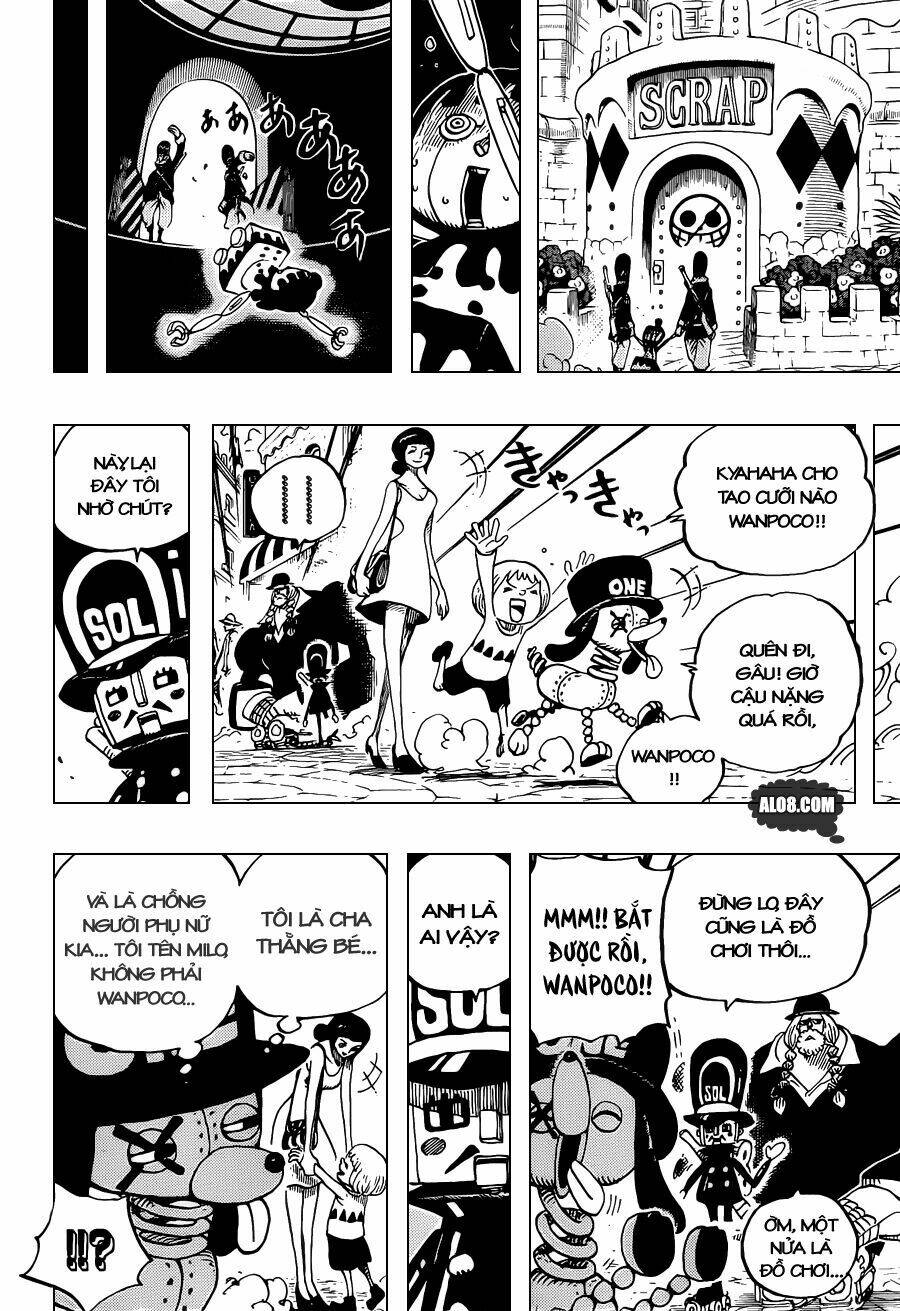 SCRAP
ああああああ
KYAHAHA CHO
TAO CƯỠI NÀO
WANPOCO!!
きゃっきゃっ
QUÊN ĐI,
GÂU! GIỜ
CẬU NẶNG
QUÁ RỒI,
WANPOCO
!!
ONE
NÀY, LẠI
ĐÂY TÔI
NHỜ CHÚT?
SOL
ALO8.COM
ĐỪNG LO, ĐÂY
CŨNG LÀ ĐỒ
CHƠI THÔI...
MMM!! BẮT
ĐƯỢC RỒI,
WANPOCO!!
SOL
ỜM, MỘT
NỬA LÀ
ĐỒ CHƠI...
ANH LÀ
AI VẬY?
SOL
TÔI LÀ CHA
THẰNG BÉ...
VÀ LÀ CHỒNG
NGƯỜI PHỤ NỮ
KIA... TÔI TÊN MILO,
KHÔNG PHẢI
WANPOCO...
!!?